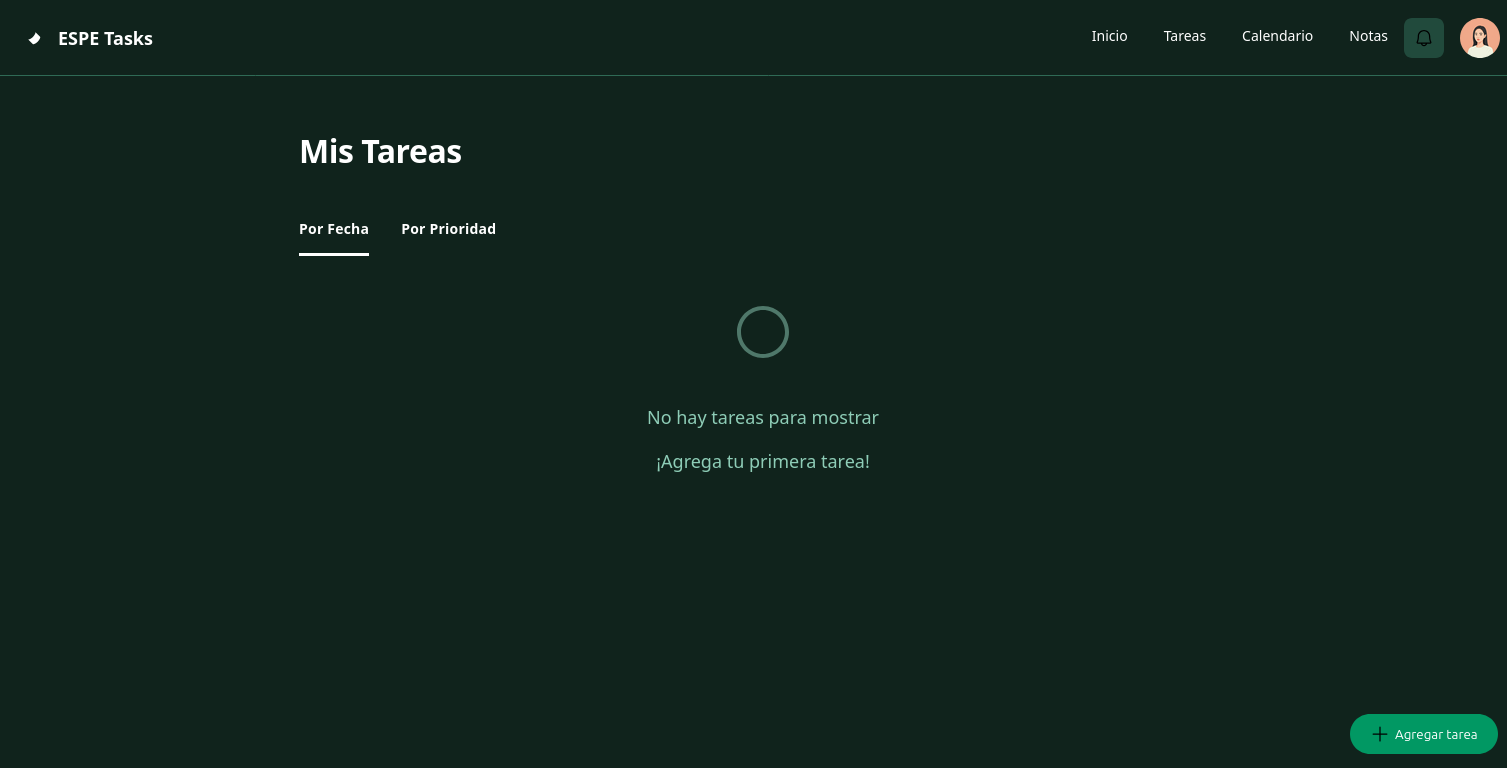 ESPE Tasks
Inicio
Tareas
Calendario
Notas
Mis Tareas
Por Fecha
Por Prioridad
No hay tareas para mostrar
¡Agrega tu primera tarea!
Agregar tarea